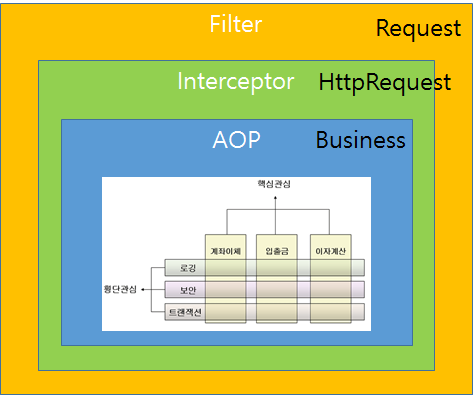 Filter
Request
Interceptor
HttpRequest
AOP
Business
핵심관심
계좌이체
입출금
이자계산
로깅
횡단관심
보안
트랜잭션